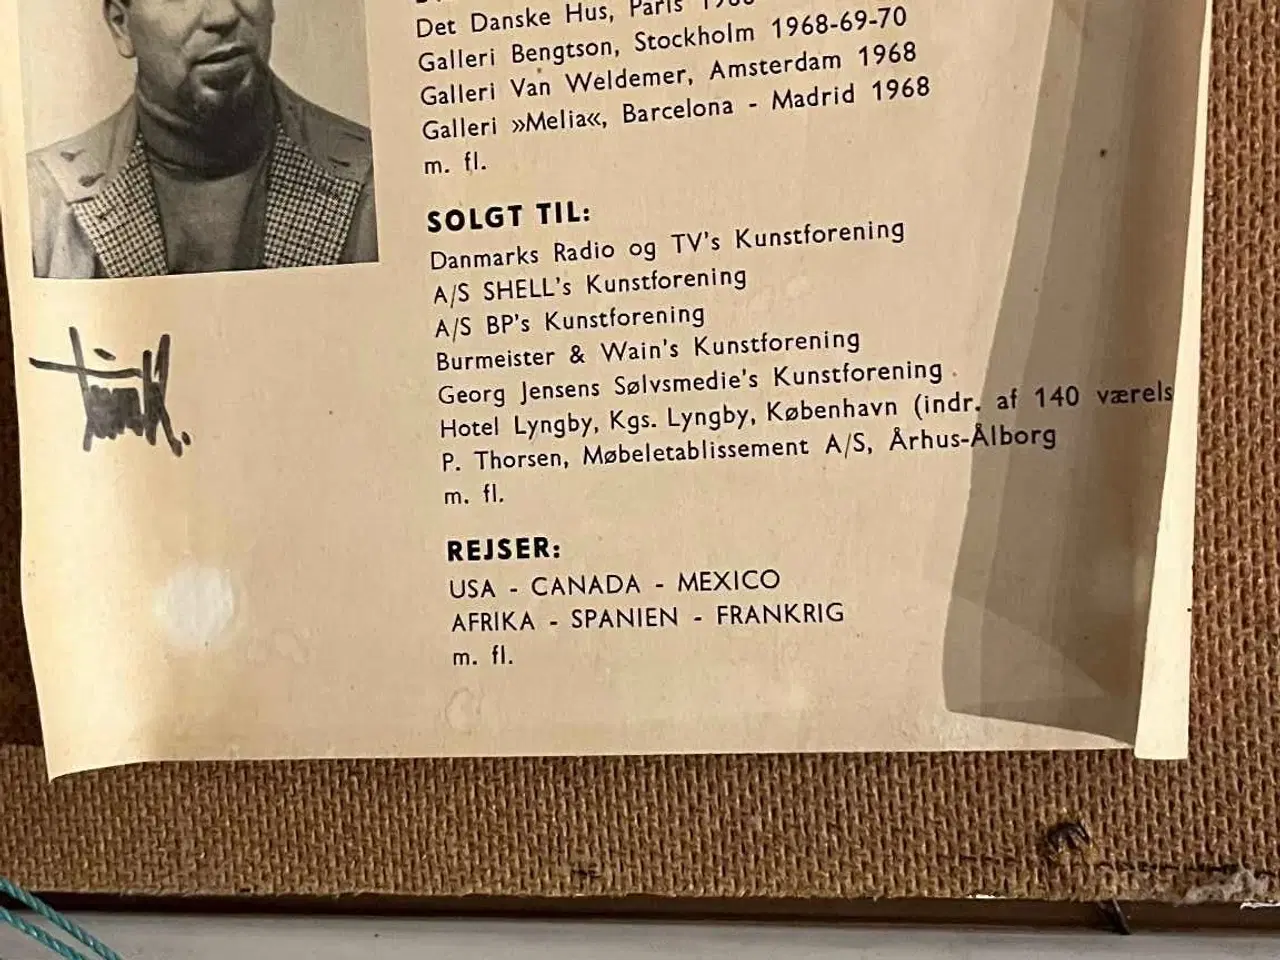 Det Danske Hus, Paris
Galleri Bengtson, Stockholm 1968-69-70
Galleri Van Weldemer, Amsterdam 1968
Galleri »Melia«, Barcelona - Madrid 1968
m. fl.
SOLGT TIL:
Danmarks Radio og TV's Kunstforening
A/S SHELL's Kunstforening
A/S BP's Kunstforening
Burmeister & Wain's Kunstforening
Georg Jensens Sølvsmedie's Kunstforening
Hotel Lyngby, Kgs. Lyngby, København (indr. af 140 værels
P. Thorsen, Møbeletablissement A/S, Århus-Ålborg
m. fl.
REJSER:
USA - CANADA - MEXICO
AFRIKA - SPANIEN - FRANKRIG
m. fl.